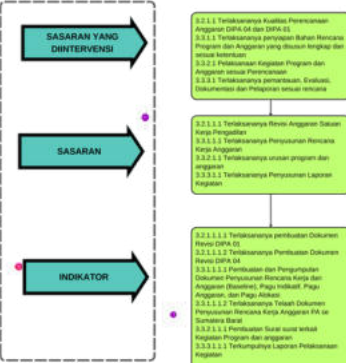 SASARAN YANG
DIINTERVENSI
3.2.1.1 Terlaksananya Kualitas Perencanaan
Anggaran DIPA 04 dan DIPA 01
3.3.1.1 Terlaksananya penyiapan Bahan Rencana
Program dan Anggaran yang disusun lengkap dan
sesuai ketentuan
3.3.2.1 Pelaksanaan Kegiatan Program dan
Anggaran sesuai Perencanaan
3.3.3.1 Terlaksananya pemantauan, Evaluasi,
Dokumentasi dan Pelaporan sesuai rencana
SASARAN
3.2.1.1.1 Terlaksananya Revisi Anggaran Satuan
Kerja Pengadilan
3.3.1.1.1 Terlaksananya Penyusunan Rencana
Kerja Anggaran
3.3.2.1.1 Terlaksananya urusan program dan
anggaran
3.3.3.1.1 Terlaksananya Penyusunan Laporan
Kegiatan
INDIKATOR
3.2.1.1.1.1 Terlaksananya pembuatan Dokumen
Revisi DIPA 01
3.2.1.1.1.2 Terlaksananya Pembuatan Dokumen
Revisi DIPA 04
3.3.1.1.1.1 Pembuatan dan Pengumpulan
Dokumen Penyusunan Rencana Kerja dan
Anggaran (Baseline), Pagu Indikatif, Pagu
Anggaran, dan Pagu Alokasi
3.3.1.1.1.2 Terlaksananya Telaah Dokumen
Penyusunan Rencana Kerja Anggaran PA se
Sumatera Barat
3.3.2.1.1.1 Pembuatan Surat surat terkait
Kegiatan Program dan anggaran
3.3.3.1.1.1 Terkumpulnya Laporan Pelaksanaan
Kegiatan